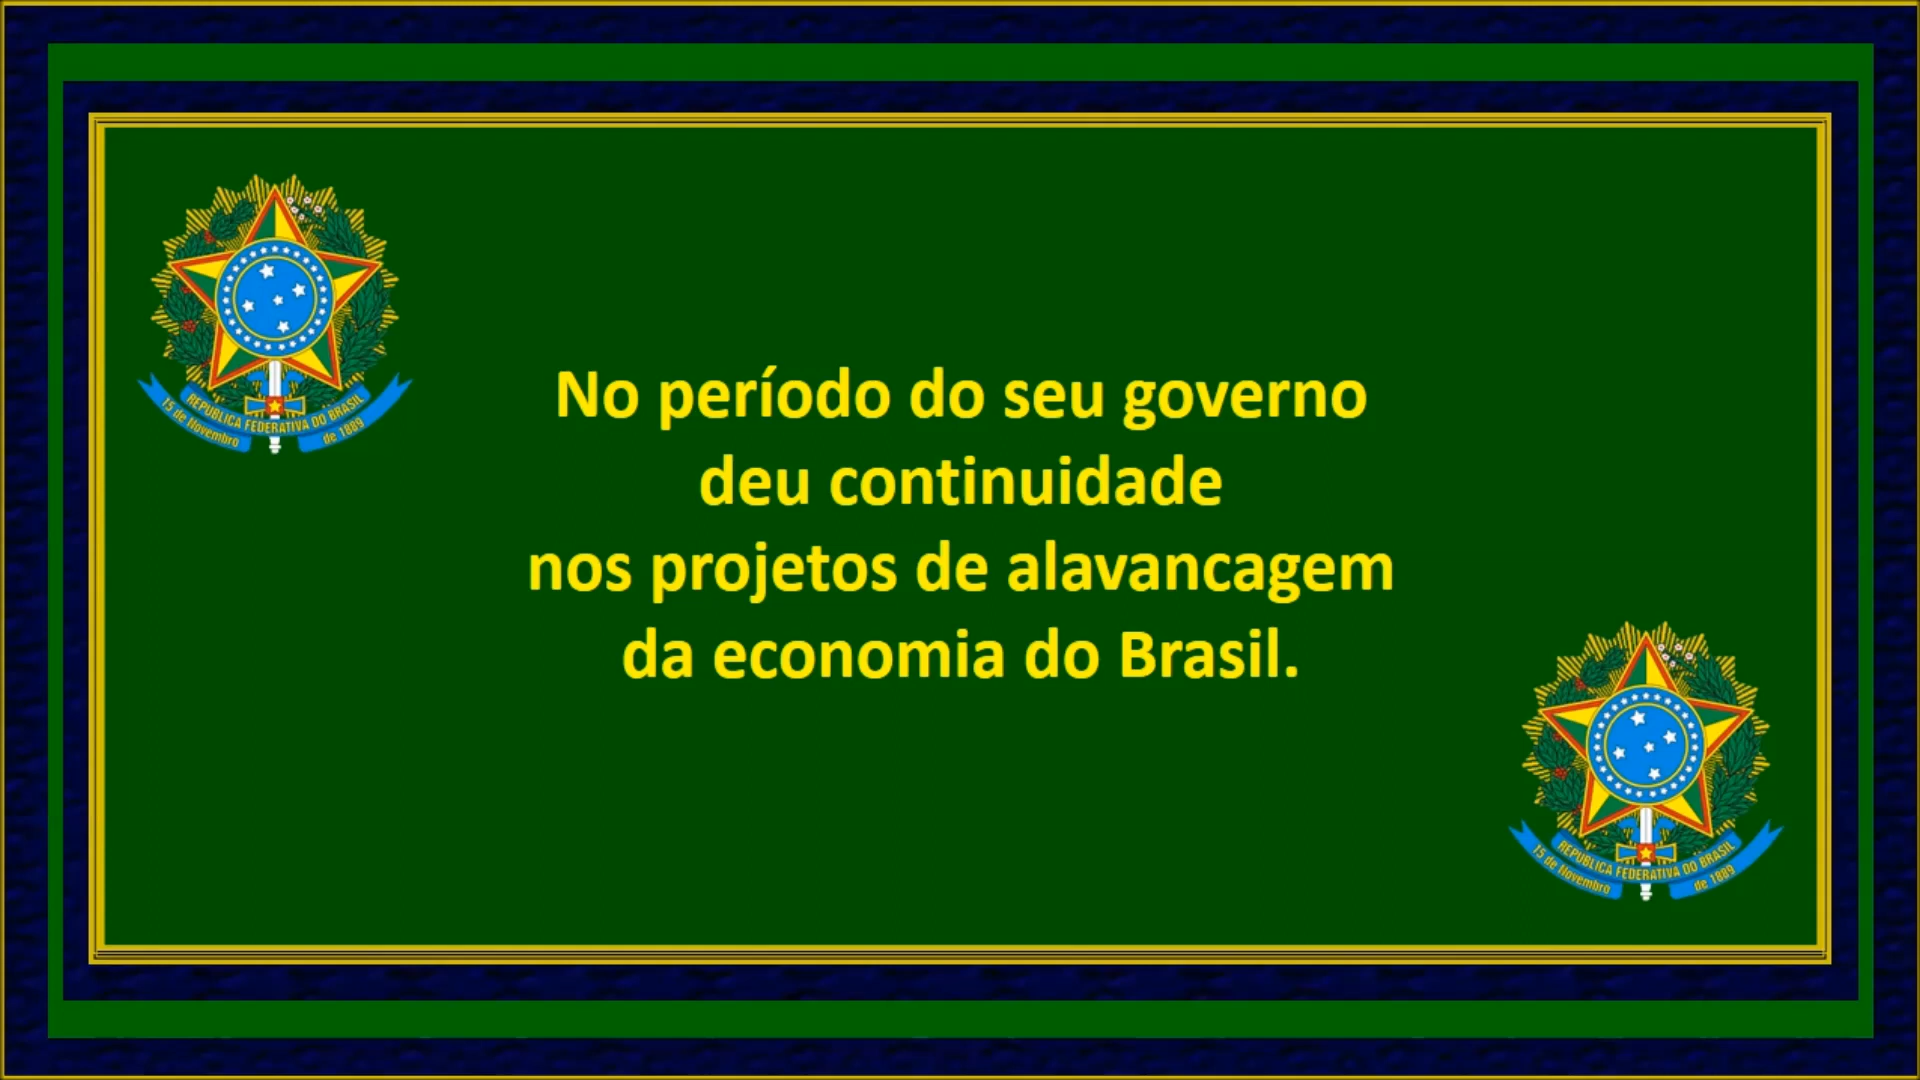 No período do seu governo
deu continuidade
nos projetos de alavancagem
da economia do Brasil.
REPÚBLICA FEDERATIVA DO BRASIL
15 de Novembro
de 1889
REPÚBLICA FEDERATIVA DO BRASIL
15 de Novembro
de 1889